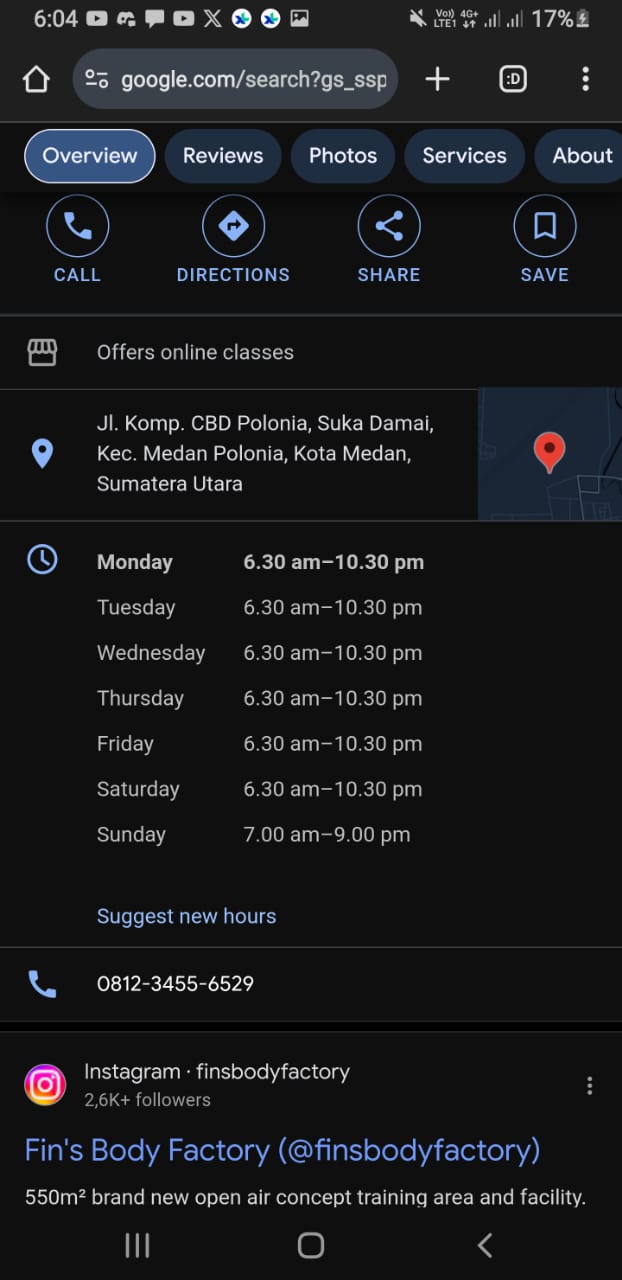 6:04
Vo) 4G+
LTE1
17%
google.com/search?gs_ssp
:D
Overview
Reviews
Photos
Services
About
CALL
DIRECTIONS
SHARE
SAVE
Offers online classes
Jl. Komp. CBD Polonia, Suka Damai,
Kec. Medan Polonia, Kota Medan,
Sumatera Utara
Monday 6.30 am–10.30 pm
Tuesday 6.30 am–10.30 pm
Wednesday 6.30 am–10.30 pm
Thursday 6.30 am–10.30 pm
Friday 6.30 am–10.30 pm
Saturday 6.30 am–10.30 pm
Sunday 7.00 am–9.00 pm
Suggest new hours
0812-3455-6529
Instagram · finsbodyfactory
2,6K+ followers
Fin's Body Factory (@finsbodyfactory)
550m² brand new open air concept training area and facility.